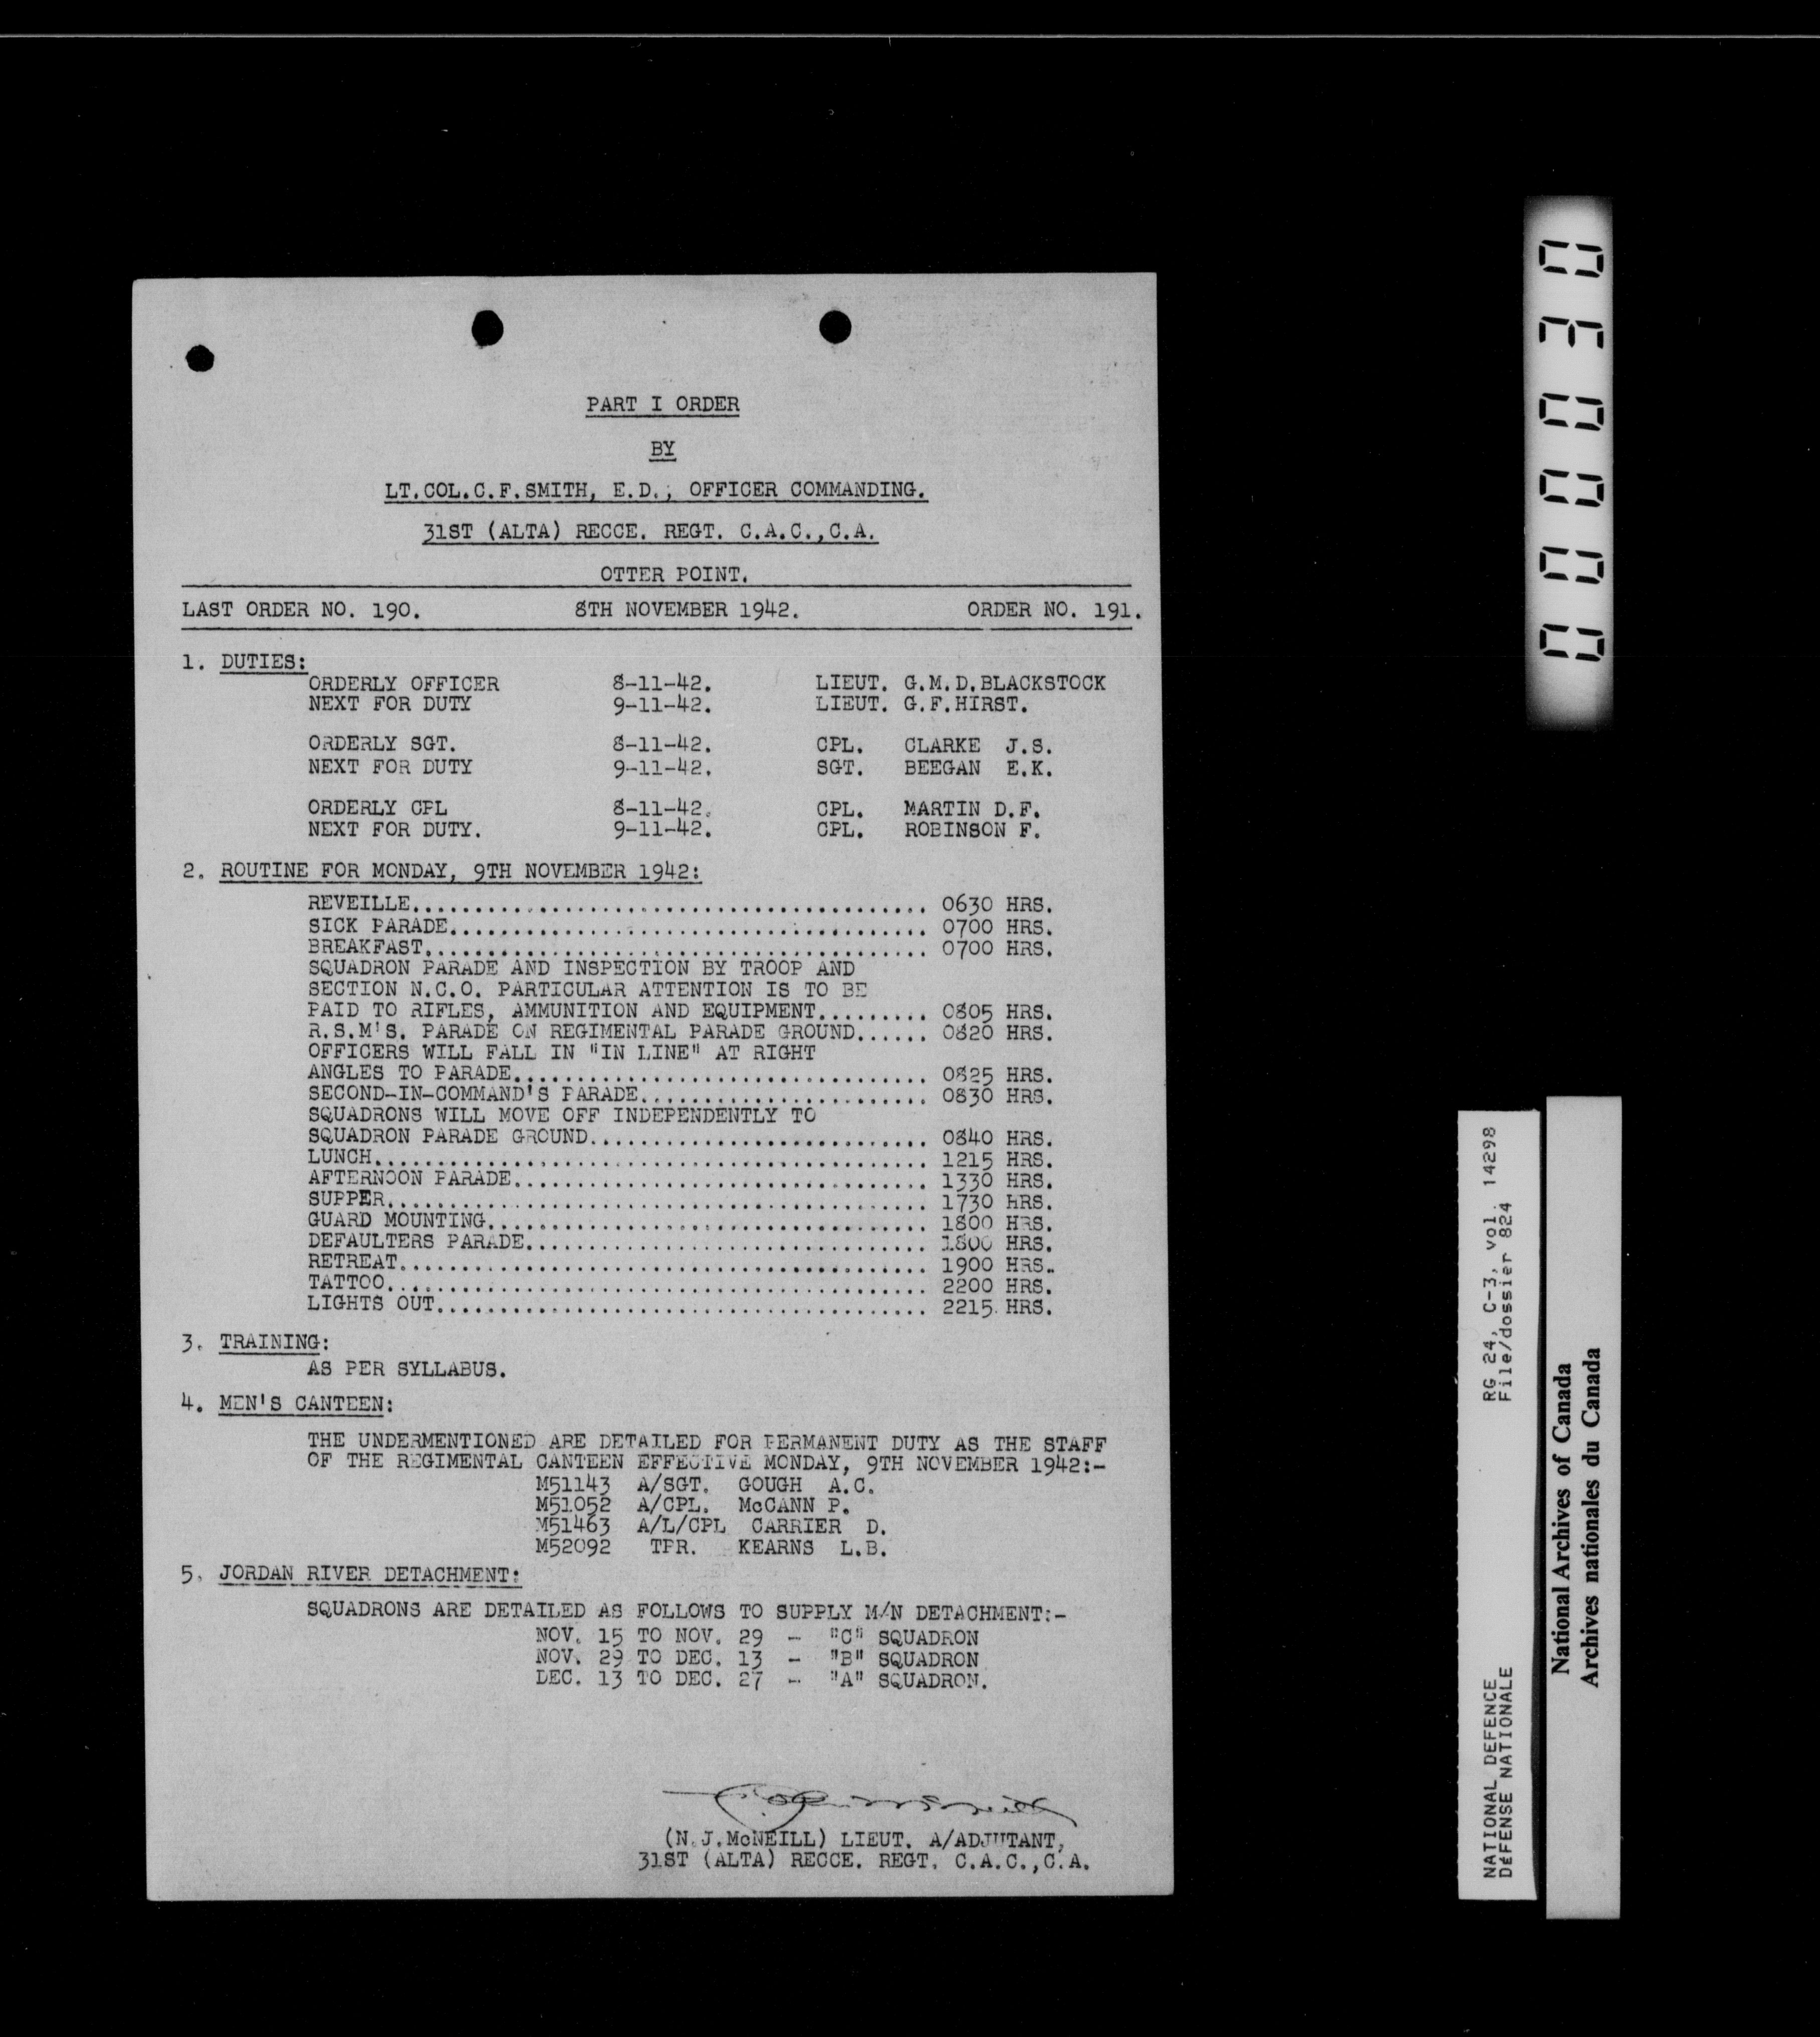 PART I ORDER
BY
LT.COL.C.F.SMITH, E.D., OFFICER COMMANDING.
31ST (ALTA) RECCE. REGT. C.A.C.,C.A.
OTTER POINT.
LAST ORDER NO. 190. 8TH NOVEMBER 1942. ORDER NO. 191.
1. DUTIES:
ORDERLY OFFICER 8-11-42. LIEUT. G.M.D.BLACKSTOCK
NEXT FOR DUTY 9-11-42. LIEUT. G.F.HIRST.
ORDERLY SGT. 8-11-42. CPL. CLARKE J.S.
NEXT FOR DUTY 9-11-42. SGT. BEEGAN E.K.
ORDERLY CPL 8-11-42. CPL. MARTIN D.F.
NEXT FOR DUTY. 9-11-42. CPL. ROBINSON F.
2. ROUTINE FOR MONDAY, 9TH NOVEMBER 1942:
REVEILLE......................................... 0630 HRS.
SICK PARADE...................................... 0700 HRS.
BREAKFAST........................................ 0700 HRS.
SQUADRON PARADE AND INSPECTION BY TROOP AND
SECTION N.C.O. PARTICULAR ATTENTION IS TO BE
PAID TO RIFLES, AMMUNITION AND EQUIPMENT......... 0805 HRS.
R.S.M'S. PARADE ON REGIMENTAL PARADE GROUND...... 0820 HRS.
OFFICERS WILL FALL IN "IN LINE" AT RIGHT
ANGLES TO PARADE................................. 0825 HRS.
SECOND-IN-COMMAND'S PARADE....................... 0830 HRS.
SQUADRONS WILL MOVE OFF INDEPENDENTLY TO
SQUADRON PARADE GROUND........................... 0840 HRS.
LUNCH............................................ 1215 HRS.
AFTERNOON PARADE................................. 1330 HRS.
SUPPER........................................... 1730 HRS.
GUARD MOUNTING................................... 1800 HRS.
DEFAULTERS PARADE................................ 1800 HRS.
RETREAT.......................................... 1900 HRS.
TATTOO........................................... 2200 HRS.
LIGHTS OUT....................................... 2215 HRS.
3. TRAINING:
AS PER SYLLABUS.
4. MEN'S CANTEEN:
THE UNDERMENTIONED ARE DETAILED FOR PERMANENT DUTY AS THE STAFF
OF THE REGIMENTAL CANTEEN EFFECTIVE MONDAY, 9TH NOVEMBER 1942:-
M51143 A/SGT. GOUGH A.C.
M51052 A/CPL. McCANN P.
M51463 A/L/CPL CARRIER D.
M52092 TPR. KEARNS L.B.
5. JORDAN RIVER DETACHMENT:
SQUADRONS ARE DETAILED AS FOLLOWS TO SUPPLY M/N DETACHMENT:-
NOV. 15 TO NOV. 29 - "C" SQUADRON
NOV. 29 TO DEC. 13 - "B" SQUADRON
DEC. 13 TO DEC. 27 - "A" SQUADRON.
(N.J.McNEILL) LIEUT. A/ADJUTANT,
31ST (ALTA) RECCE. REGT. C.A.C.,C.A.
000030
NATIONAL DEFENCE RG 24, C-3, vol. 14298
DÉFENSE NATIONALE File/dossier 824
National Archives of Canada
Archives nationales du Canada